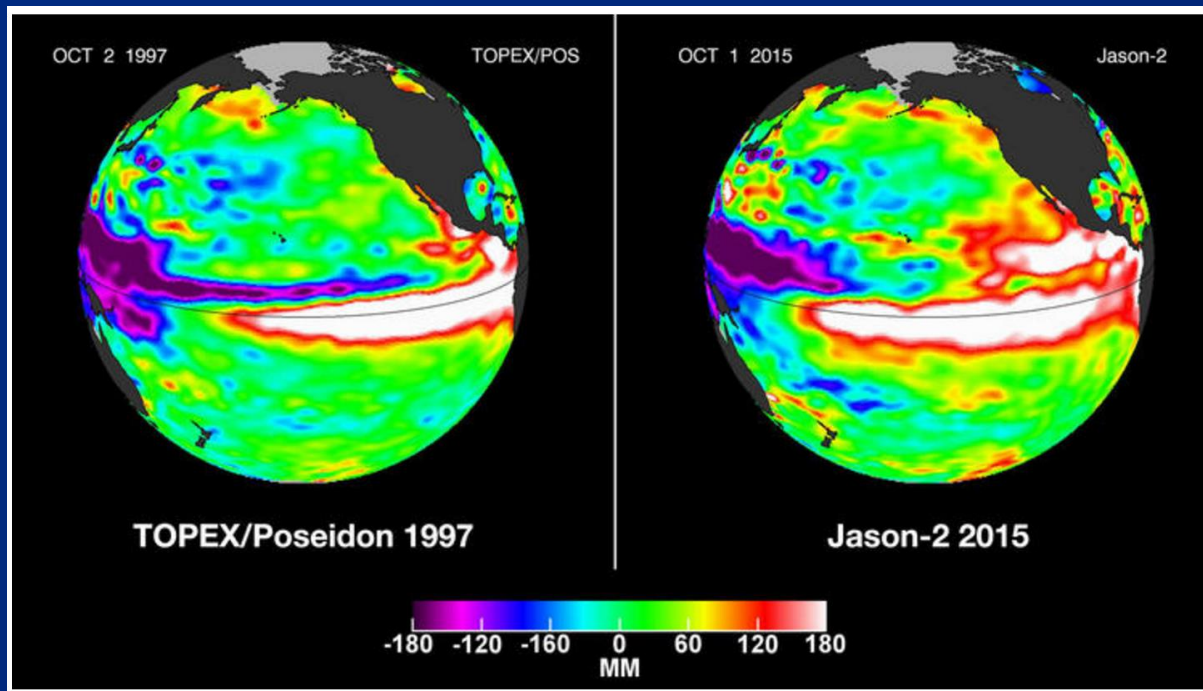 OCT 2 1997
TOPEX/POS
OCT 1 2015
Jason-2
TOPEX/Poseidon 1997
Jason-2 2015
-180 -120 -160 0 60 120 180
MM